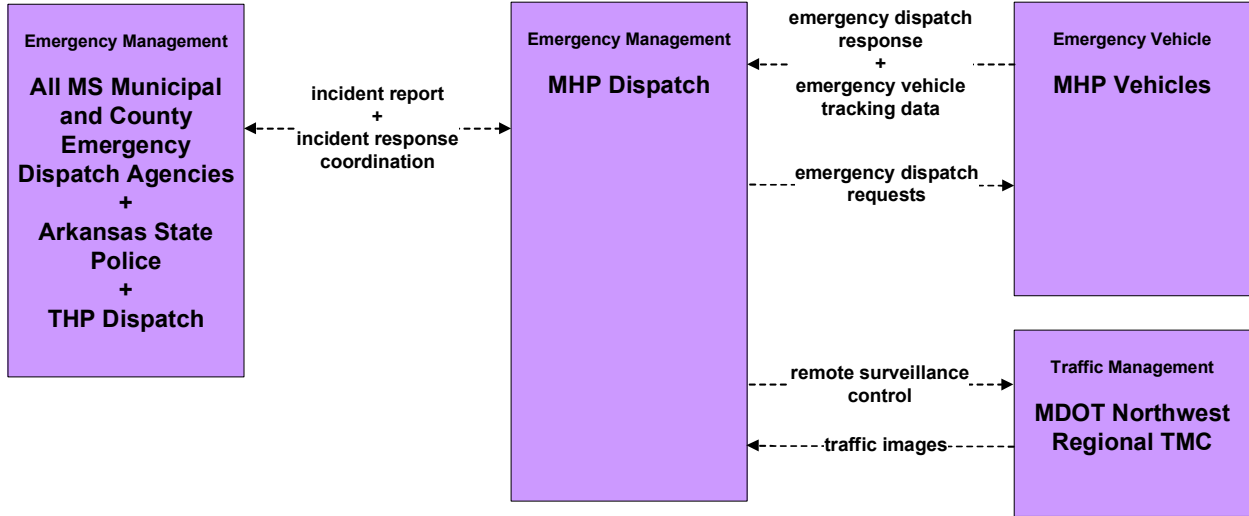 Emergency Management
All MS Municipal
and County
Emergency
Dispatch Agencies
+
Arkansas State
Police
+
THP Dispatch
incident report
+
incident response
coordination
Emergency Management
MHP Dispatch
emergency dispatch
response
+
emergency vehicle
tracking data
emergency dispatch
requests
remote surveillance
control
traffic images
Emergency Vehicle
MHP Vehicles
Traffic Management
MDOT Northwest
Regional TMC